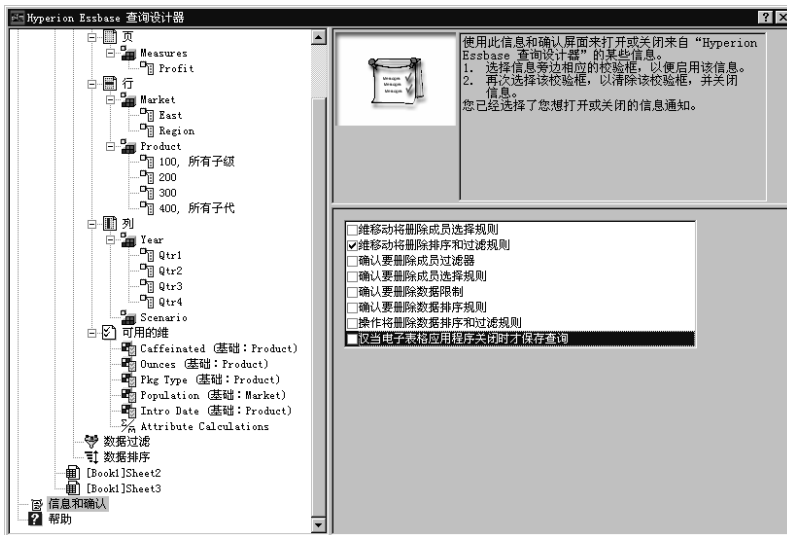 Hyperion Essbase 查询设计器
页
Measures
Profit
行
Market
East
Region
Product
100, 所有子级
200
300
400, 所有子代
列
Year
Qtr1
Qtr2
Qtr3
Qtr4
Scenario
可用的维
Caffeinated (基础：Product)
Ounces (基础：Product)
Pkg Type (基础：Product)
Population (基础：Market)
Intro Date (基础：Product)
Attribute Calculations
数据过滤
数据排序
[Book1]Sheet2
[Book1]Sheet3
信息和确认
帮助
使用此信息和确认屏幕来打开或关闭来自“Hyperion
Essbase 查询设计器”的某些信息。
1. 选择信息旁边相应的校验框，以便启用该信息。
2. 再次选择该校验框，以清除该校验框，并关闭
信息。
您已经选择了您想打开或关闭的信息通知。
维移动将删除成员选择规则
维移动将删除排序和过滤规则
确认要删除成员过滤器
确认要删除成员选择规则
确认要删除数据限制
确认要删除数据排序规则
操作将删除数据排序和过滤规则
仅当电子表格应用程序关闭时才保存查询